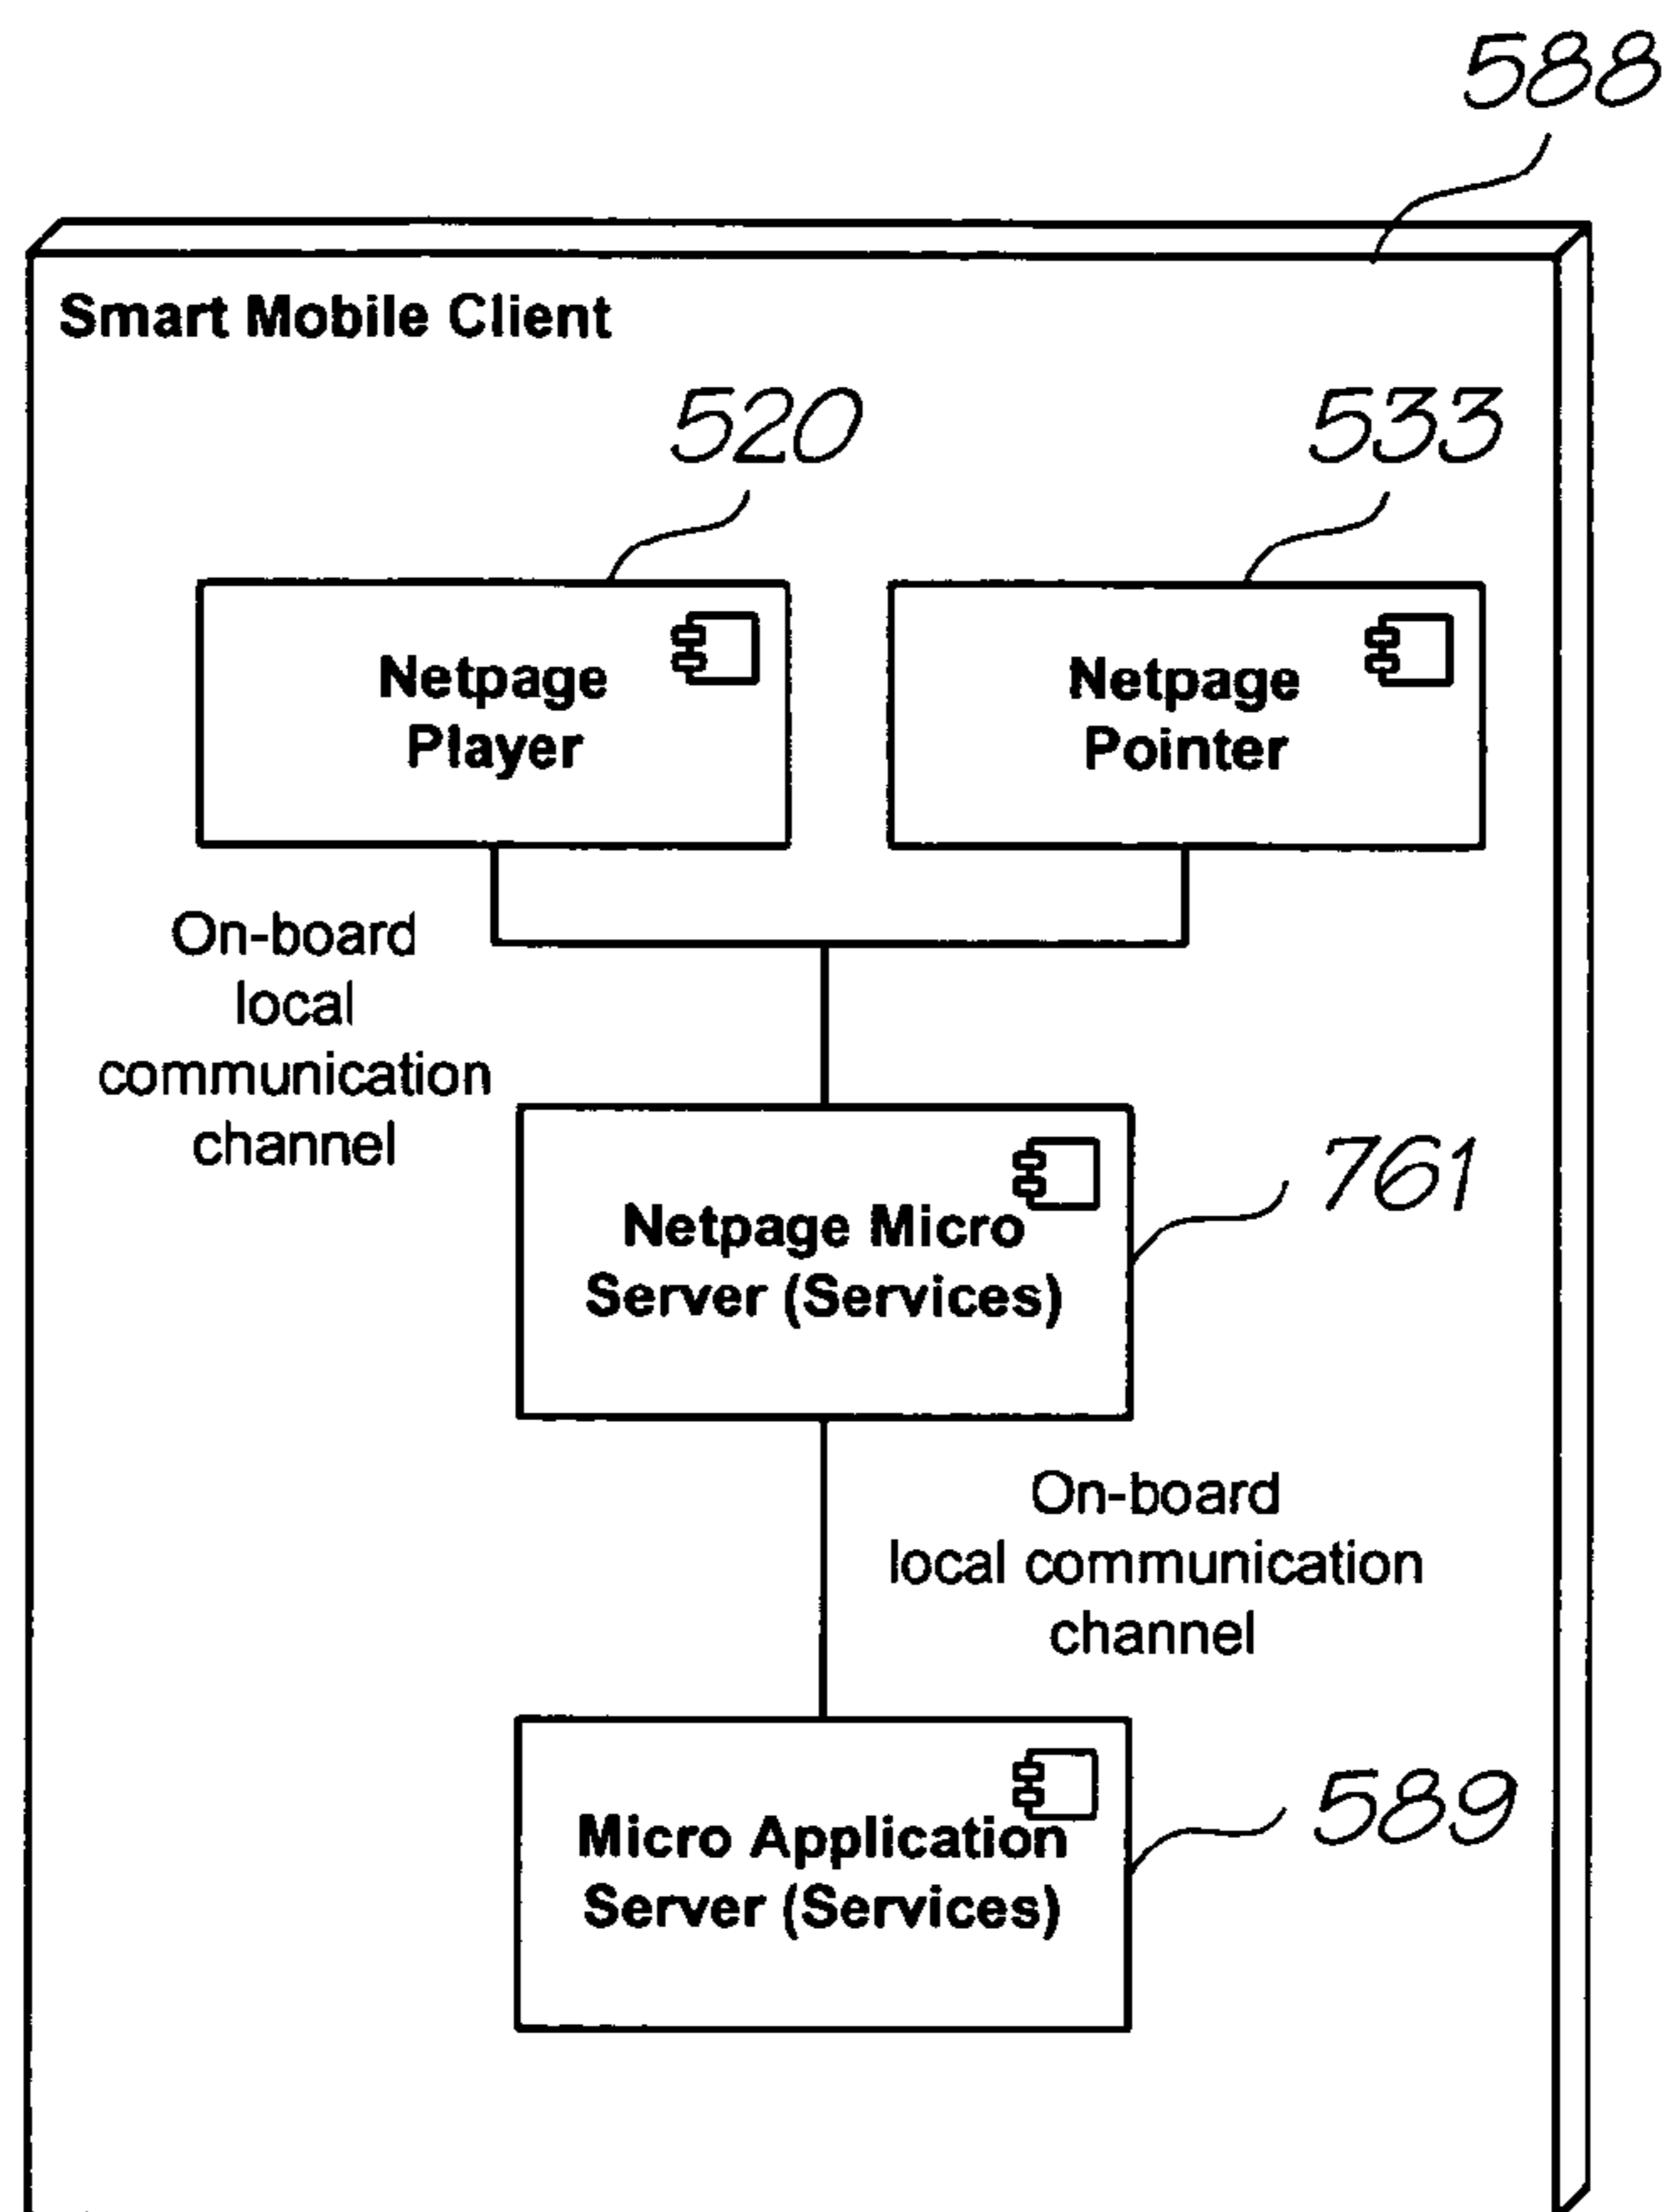 588
Smart Mobile Client
520
533
Netpage
Player
Netpage
Pointer
On-board
local
communication
channel
761
Netpage Micro
Server (Services)
On-board
local communication
channel
589
Micro Application
Server (Services)